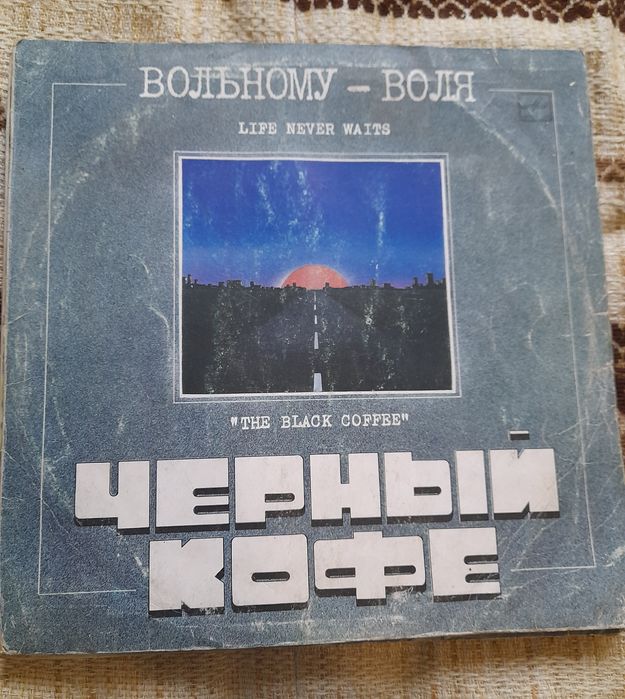 ВОЛЬНОМУ – ВОЛЯ
LIFE NEVER WAITS
"THE BLACK COFFEE"
ЧЕРНЫЙ
КОФЕ